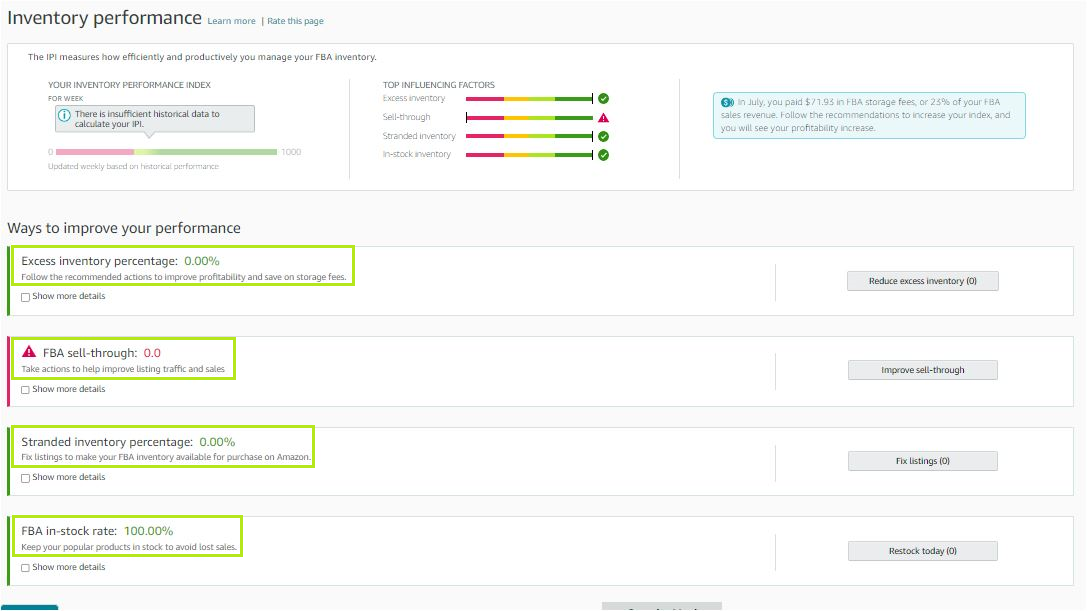 Inventory performance Learn more | Rate this page
The IPI measures how efficiently and productively you manage your FBA inventory.
YOUR INVENTORY PERFORMANCE INDEX
FOR WEEK
There is insufficient historical data to
calculate your IPI.
0 1000
Updated weekly based on historical performance
TOP INFLUENCING FACTORS
Excess inventory
Sell-through
Stranded inventory
In-stock inventory
In July, you paid $71.93 in FBA storage fees, or 23% of your FBA
sales revenue. Follow the recommendations to increase your index, and
you will see your profitability increase.
Ways to improve your performance
Excess inventory percentage: 0.00%
Follow the recommended actions to improve profitability and save on storage fees.
Show more details
Reduce excess inventory (0)
FBA sell-through: 0.0
Take actions to help improve listing traffic and sales
Show more details
Improve sell-through
Stranded inventory percentage: 0.00%
Fix listings to make your FBA inventory available for purchase on Amazon.
Show more details
Fix listings (0)
FBA in-stock rate: 100.00%
Keep your popular products in stock to avoid lost sales.
Show more details
Restock today (0)